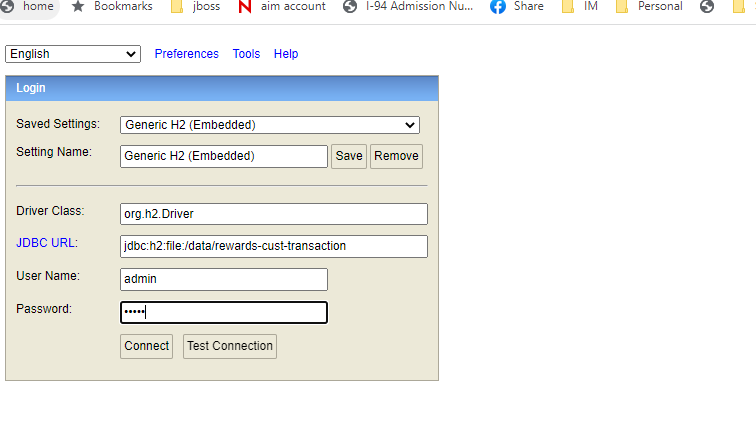 home Bookmarks jboss aim account I-94 Admission Nu... Share IM Personal
English Preferences Tools Help
Login
Saved Settings: Generic H2 (Embedded)
Setting Name: Generic H2 (Embedded) Save Remove
Driver Class: org.h2.Driver
JDBC URL: jdbc:h2:file:/data/rewards-cust-transaction
User Name: admin
Password: •••••
Connect Test Connection